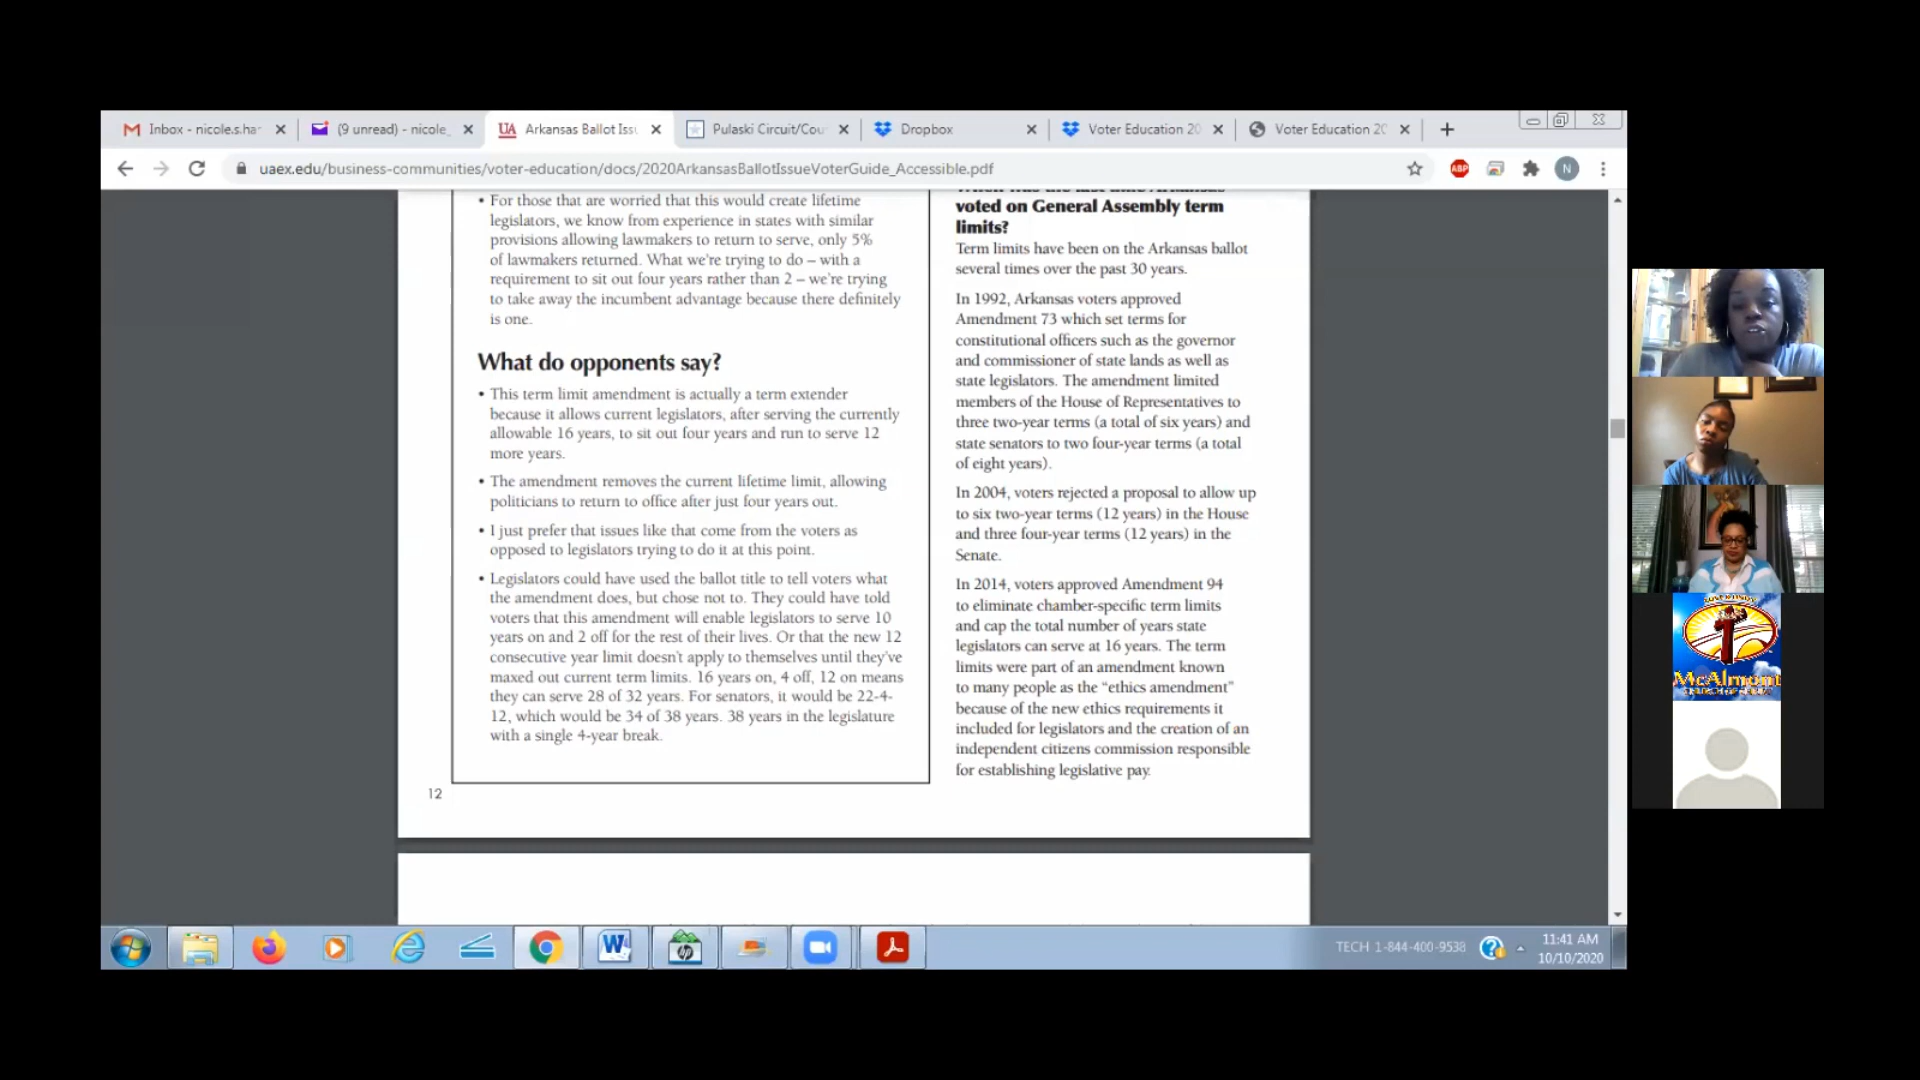 Inbox - nicole.s.ha
(9 unread) - nicole_
UA Arkansas Ballot Iss
Pulaski Circuit/Cou
Dropbox
Voter Education 20
Voter Education 20
uaex.edu/business-communities/voter-education/docs/2020ArkansasBallotIssueVoterGuide_Accessible.pdf
ABP
N
• For those that are worried that this would create lifetime
legislators, we know from experience in states with similar
provisions allowing lawmakers to return to serve, only 5%
of lawmakers returned. What we're trying to do – with a
requirement to sit out four years rather than 2 – we're trying
to take away the incumbent advantage because there definitely
is one.
What do opponents say?
• This term limit amendment is actually a term extender
because it allows current legislators, after serving the currently
allowable 16 years, to sit out four years and run to serve 12
more years.
• The amendment removes the current lifetime limit, allowing
politicians to return to office after just four years out.
• I just prefer that issues like that come from the voters as
opposed to legislators trying to do it at this point.
• Legislators could have used the ballot title to tell voters what
the amendment does, but chose not to. They could have told
voters that this amendment will enable legislators to serve 10
years on and 2 off for the rest of their lives. Or that the new 12
consecutive year limit doesn't apply to themselves until they've
maxed out current term limits. 16 years on, 4 off, 12 on means
they can serve 28 of 32 years. For senators, it would be 22-4-
12, which would be 34 of 38 years. 38 years in the legislature
with a single 4-year break.
12
When was the last time Arkansas
voted on General Assembly term
limits?
Term limits have been on the Arkansas ballot
several times over the past 30 years.
In 1992, Arkansas voters approved
Amendment 73 which set terms for
constitutional officers such as the governor
and commissioner of state lands as well as
state legislators. The amendment limited
members of the House of Representatives to
three two-year terms (a total of six years) and
state senators to two four-year terms (a total
of eight years).
In 2004, voters rejected a proposal to allow up
to six two-year terms (12 years) in the House
and three four-year terms (12 years) in the
Senate.
In 2014, voters approved Amendment 94
to eliminate chamber-specific term limits
and cap the total number of years state
legislators can serve at 16 years. The term
limits were part of an amendment known
to many people as the “ethics amendment”
because of the new ethics requirements it
included for legislators and the creation of an
independent citizens commission responsible
for establishing legislative pay.
McAlmont
TECH 1-844-400-9538
11:41 AM
10/10/2020